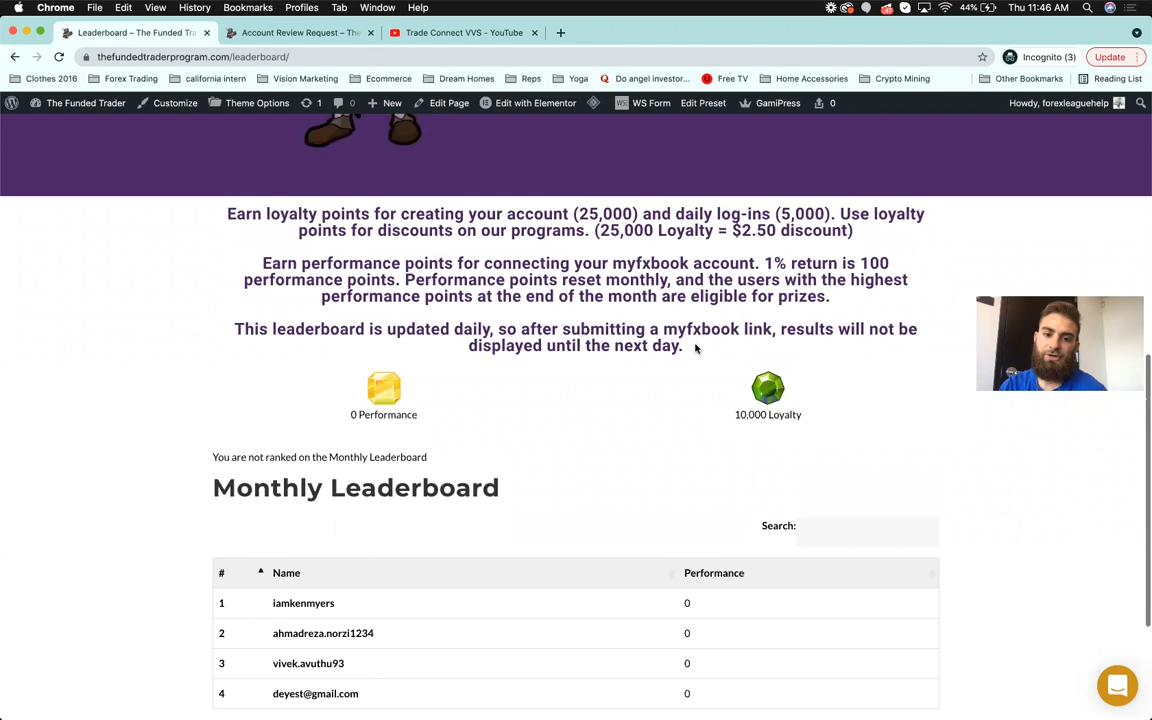 Chrome File Edit View History Bookmarks Profiles Tab Window Help 44% Thu 11:46 AM
Leaderboard – The Funded Tra Account Review Request – The Trade Connect VVS - YouTube
thefundedtraderprogram.com/leaderboard/ Incognito (3) Update
Clothes 2016 Forex Trading california intern Vision Marketing Ecommerce Dream Homes Reps Yoga Do angel investor... Free TV Home Accessories Crypto Mining Other Bookmarks Reading List
The Funded Trader Customize Theme Options 1 0 New Edit Page Edit with Elementor WS Form Edit Preset GamiPress 0 Howdy, forexleaguehelp
Earn loyalty points for creating your account (25,000) and daily log-ins (5,000). Use loyalty
points for discounts on our programs. (25,000 Loyalty = $2.50 discount)
Earn performance points for connecting your myfxbook account. 1% return is 100
performance points. Performance points reset monthly, and the users with the highest
performance points at the end of the month are eligible for prizes.
This leaderboard is updated daily, so after submitting a myfxbook link, results will not be
displayed until the next day.
0 Performance 10,000 Loyalty
You are not ranked on the Monthly Leaderboard
Monthly Leaderboard
Search:
# Name Performance
1 iamkenmyers 0
2 ahmadreza.norzi1234 0
3 vivek.avuthu93 0
4 deyest@gmail.com 0